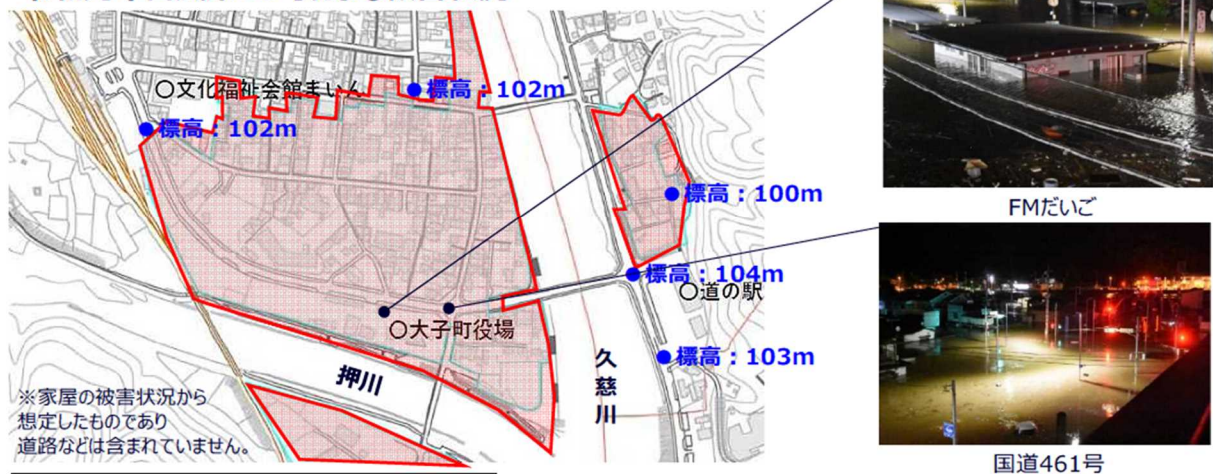 ○文化福祉会館まいん
標高：102m
標高：102m
標高：100m
標高：104m
○道の駅
○大子町役場
標高：103m
押川
久慈川
※家屋の被害状況から
想定したものであり
道路などは含まれていません。
FMだいご
国道461号